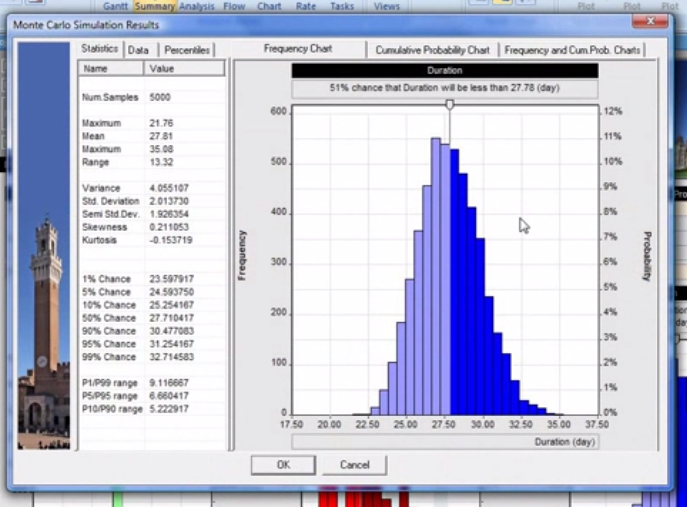 Gantt Summary Analysis Flow Chart Rate Tasks Views Plot Plot Plot
Monte Carlo Simulation Results
Statistics Data Percentiles
Frequency Chart Cumulative Probability Chart Frequency and Cum.Prob. Charts
Name Value
Num.Samples 5000
Maximum 21.76
Mean 27.81
Maximum 35.08
Range 13.32
Variance 4.055107
Std. Deviation 2.013730
Semi Std.Dev. 1.926354
Skewness 0.211053
Kurtosis -0.153719
1% Chance 23.597917
5% Chance 24.593750
10% Chance 25.254167
50% Chance 27.710417
90% Chance 30.477083
95% Chance 31.254167
99% Chance 32.714583
P1/P99 range 9.116667
P5/P95 range 6.660417
P10/P90 range 5.222917
Duration
51% chance that Duration will be less than 27.78 (day)
600
500
400
300
200
100
Frequency
12%
11%
10%
9%
8%
7%
6%
5%
4%
3%
2%
1%
0%
Probability
17.50 20.00 22.50 25.00 27.50 30.00 32.50 35.00 37.50
Duration (day)
OK Cancel